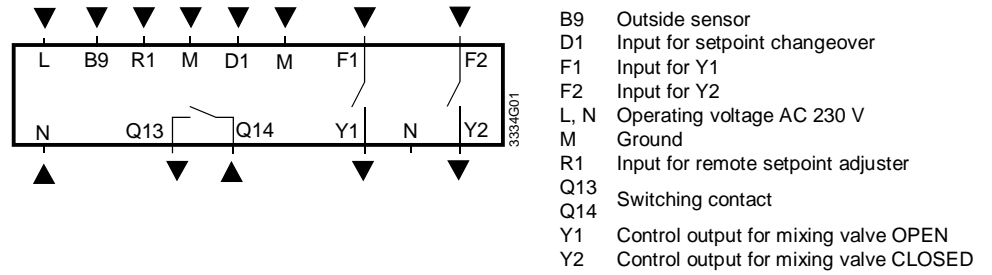 L B9 R1 M D1 M F1 F2
N Q13 Q14 Y1 N Y2
3334G01
B9 Outside sensor
D1 Input for setpoint changeover
F1 Input for Y1
F2 Input for Y2
L, N Operating voltage AC 230 V
M Ground
R1 Input for remote setpoint adjuster
Q13
Q14 Switching contact
Y1 Control output for mixing valve OPEN
Y2 Control output for mixing valve CLOSED